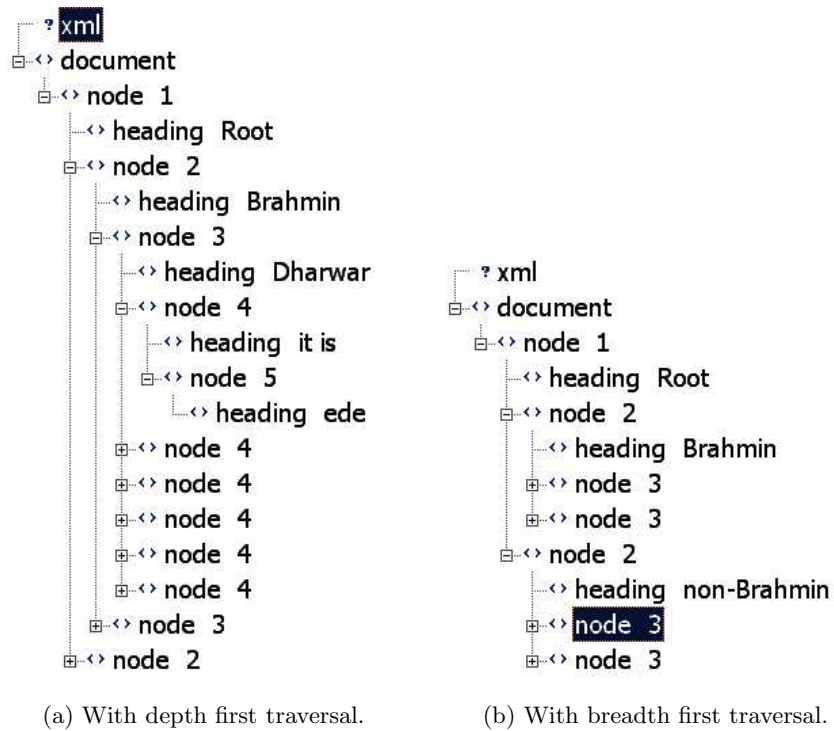 xml
document
node 1
heading Root
node 2
heading Brahmin
node 3
heading Dharwar
node 4
heading it is
node 5
heading ede
node 4
node 4
node 4
node 4
node 4
node 3
node 2
(a) With depth first traversal.
xml
document
node 1
heading Root
node 2
heading Brahmin
node 3
node 3
node 2
heading non-Brahmin
node 3
node 3
(b) With breadth first traversal.